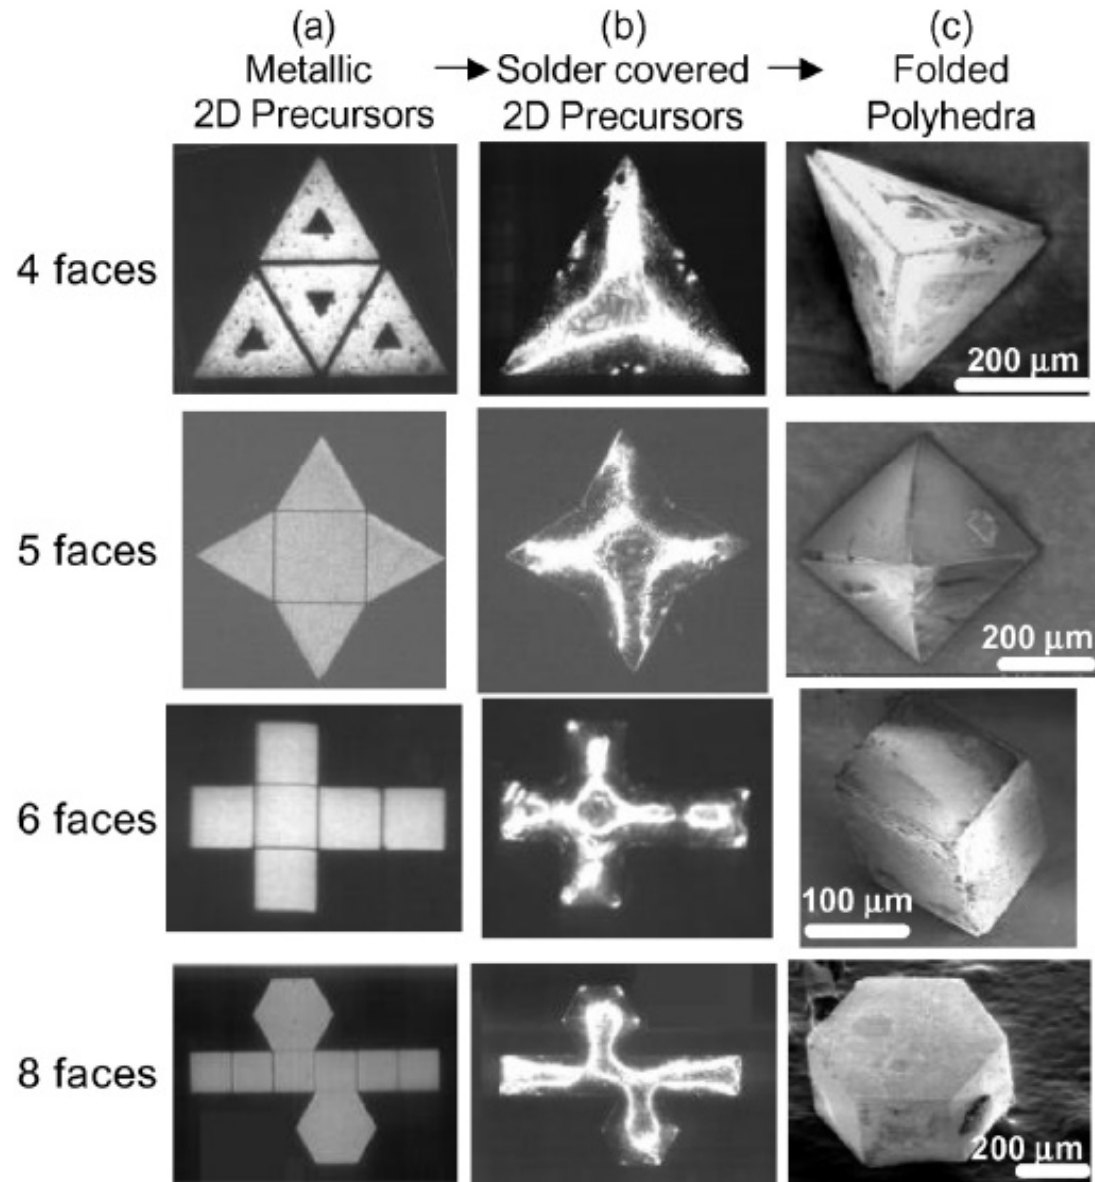 (a)
Metallic
2D Precursors
(b)
Solder covered
2D Precursors
(c)
Folded
Polyhedra
4 faces
200 μm
5 faces
200 μm
6 faces
100 μm
8 faces
200 μm